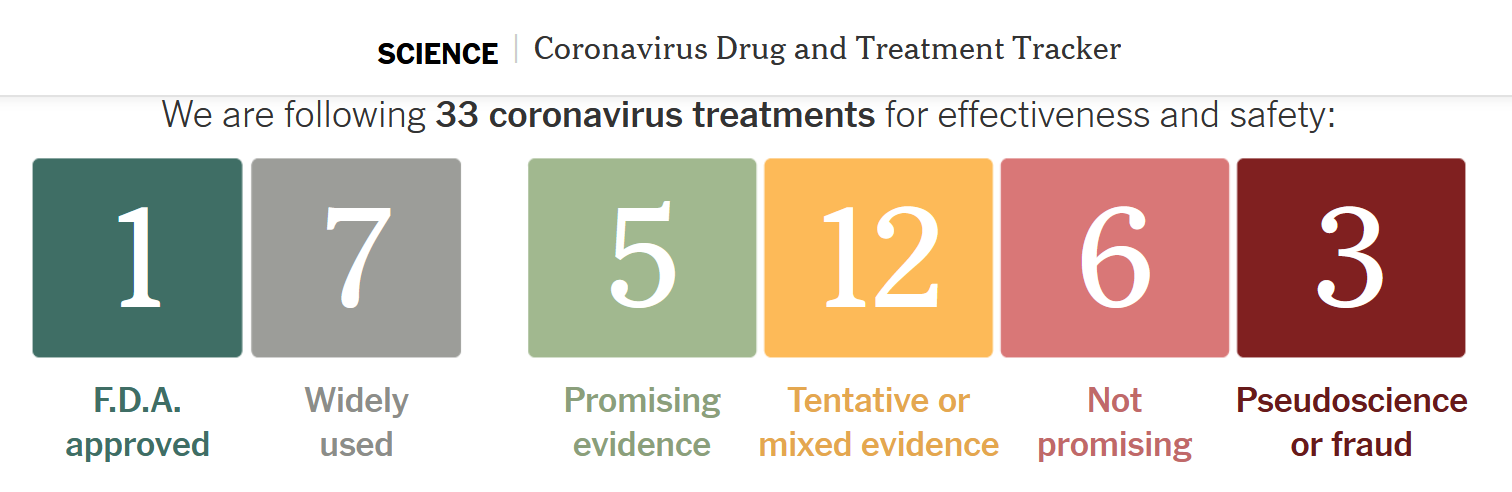 SCIENCE | Coronavirus Drug and Treatment Tracker
We are following 33 coronavirus treatments for effectiveness and safety:
1 7 5 12 6 3
F.D.A. Widely Promising Tentative or Not Pseudoscience
approved used evidence mixed evidence promising or fraud